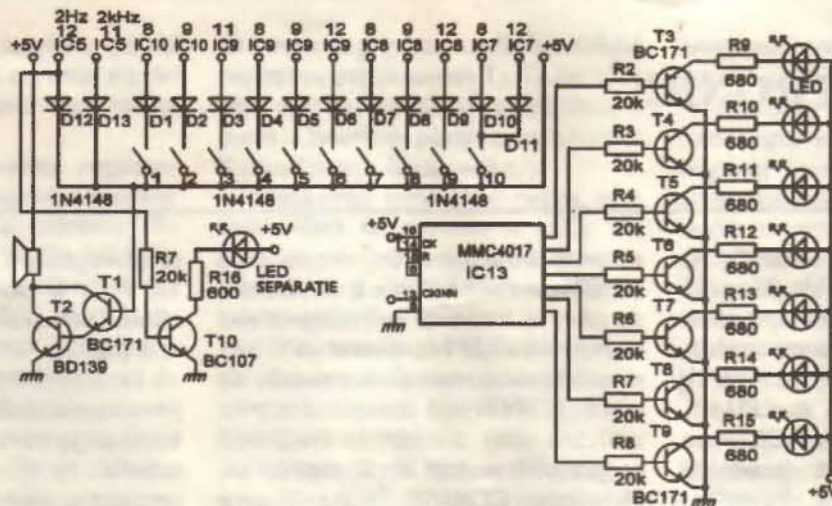 2Hz 2kHz 8 9 11 8 9 12 9 12 8 12
12 11
+5V IC5 IC5 IC10 IC10 IC9 IC9 IC9 IC9 IC8 IC8 IC8 IC8 IC7 IC7 +5V
D12 D13 D1 D2 D3 D4 D5 D6 D7 D8 D9 D10
D11
1 2 3 4 5 6 7 8 9 10
1N4148 1N4148 1N4148
R7
20k
R16
600
+5V
LED
SEPARAȚIE
T2
T1
BC171
BD139
T10
BC107
+5V
16
14
CK
R
MMC4017
IC13
13
CKINN
8
R2
20k
R3
20k
R4
20k
R5
20k
R6
20k
R7
20k
R8
20k
T3
BC171
T4
T5
T6
T7
T8
T9
BC171
R9
680
LED
R10
680
R11
680
R12
680
R13
680
R14
680
R15
680
+5V